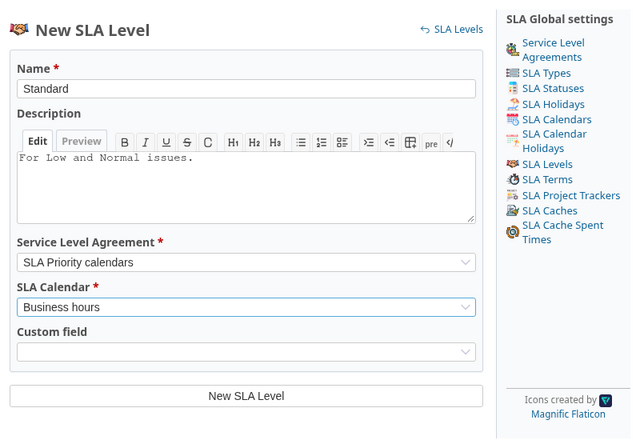 New SLA Level
SLA Levels
Name *
Standard
Description
Edit Preview B I U S C H1 H2 H3 pre
For Low and Normal issues.
Service Level Agreement *
SLA Priority calendars
SLA Calendar *
Business hours
Custom field
New SLA Level
SLA Global settings
Service Level
Agreements
SLA Types
SLA Statuses
SLA Holidays
SLA Calendars
SLA Calendar
Holidays
SLA Levels
SLA Terms
SLA Project Trackers
SLA Caches
SLA Cache Spent
Times
Icons created by
Magnific Flaticon